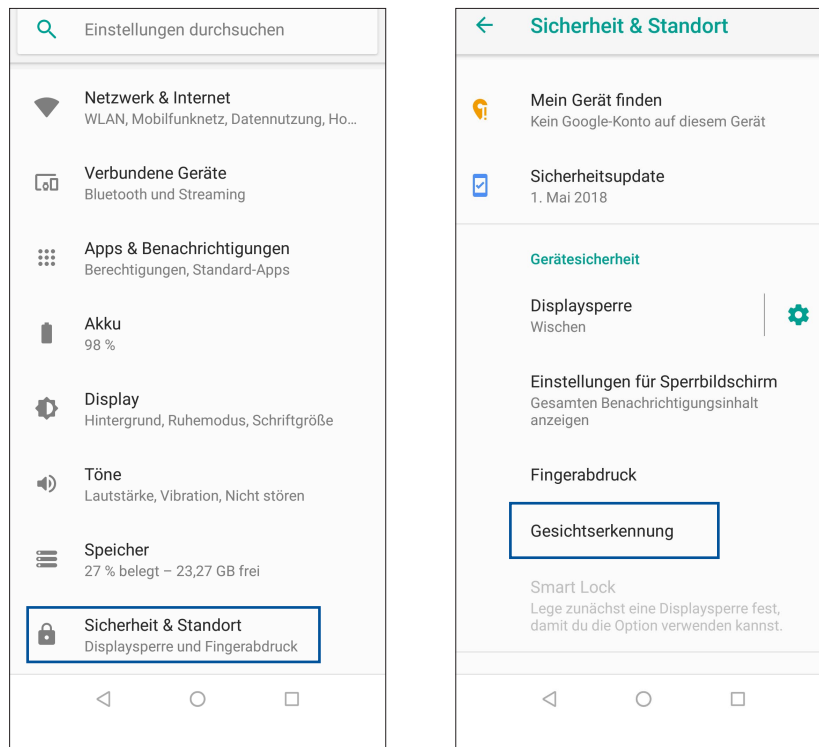 Einstellungen durchsuchen
Netzwerk & Internet
WLAN, Mobilfunknetz, Datennutzung, Ho...
Verbundene Geräte
Bluetooth und Streaming
Apps & Benachrichtigungen
Berechtigungen, Standard-Apps
Akku
98 %
Display
Hintergrund, Ruhemodus, Schriftgröße
Töne
Lautstärke, Vibration, Nicht stören
Speicher
27 % belegt – 23,27 GB frei
Sicherheit & Standort
Displaysperre und Fingerabdruck
Sicherheit & Standort
Mein Gerät finden
Kein Google-Konto auf diesem Gerät
Sicherheitsupdate
1. Mai 2018
Gerätesicherheit
Displaysperre
Wischen
Einstellungen für Sperrbildschirm
Gesamten Benachrichtigungsinhalt
anzeigen
Fingerabdruck
Gesichtserkennung
Smart Lock
Lege zunächst eine Displaysperre fest,
damit du die Option verwenden kannst.